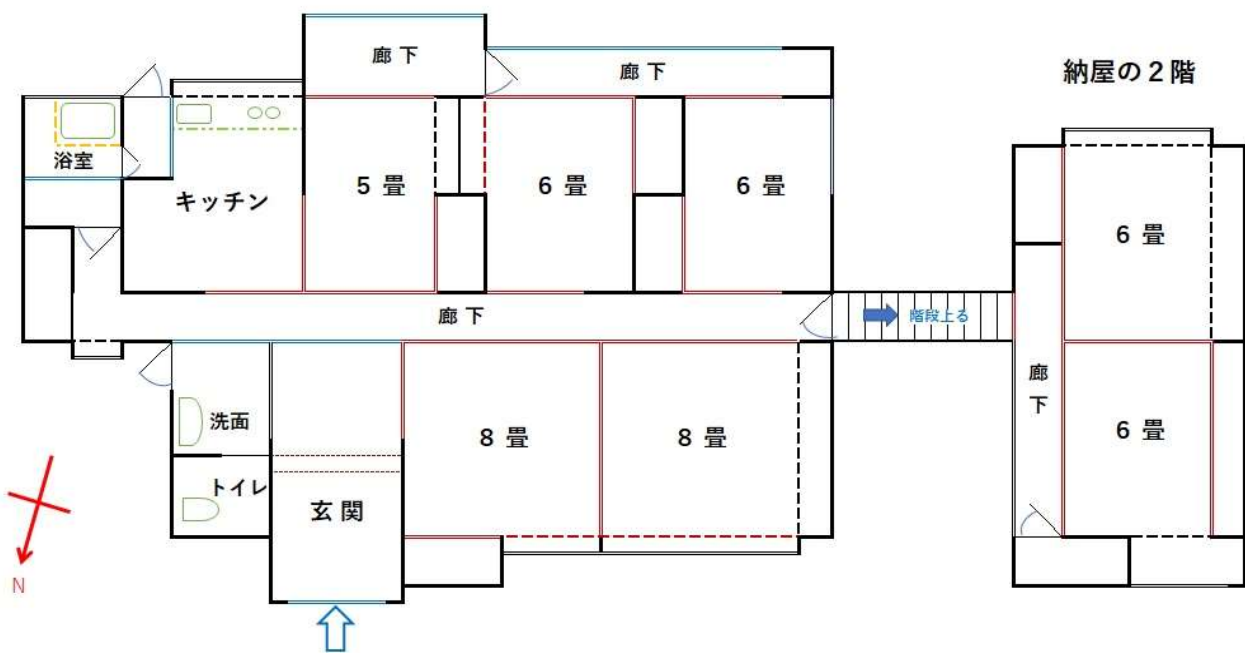 廊 下
廊 下
納屋の２階
浴室
キッチン
5 畳
6 畳
6 畳
6 畳
廊 下
階段上る
廊
下
洗面
8 畳
8 畳
6 畳
トイレ
玄 関
N